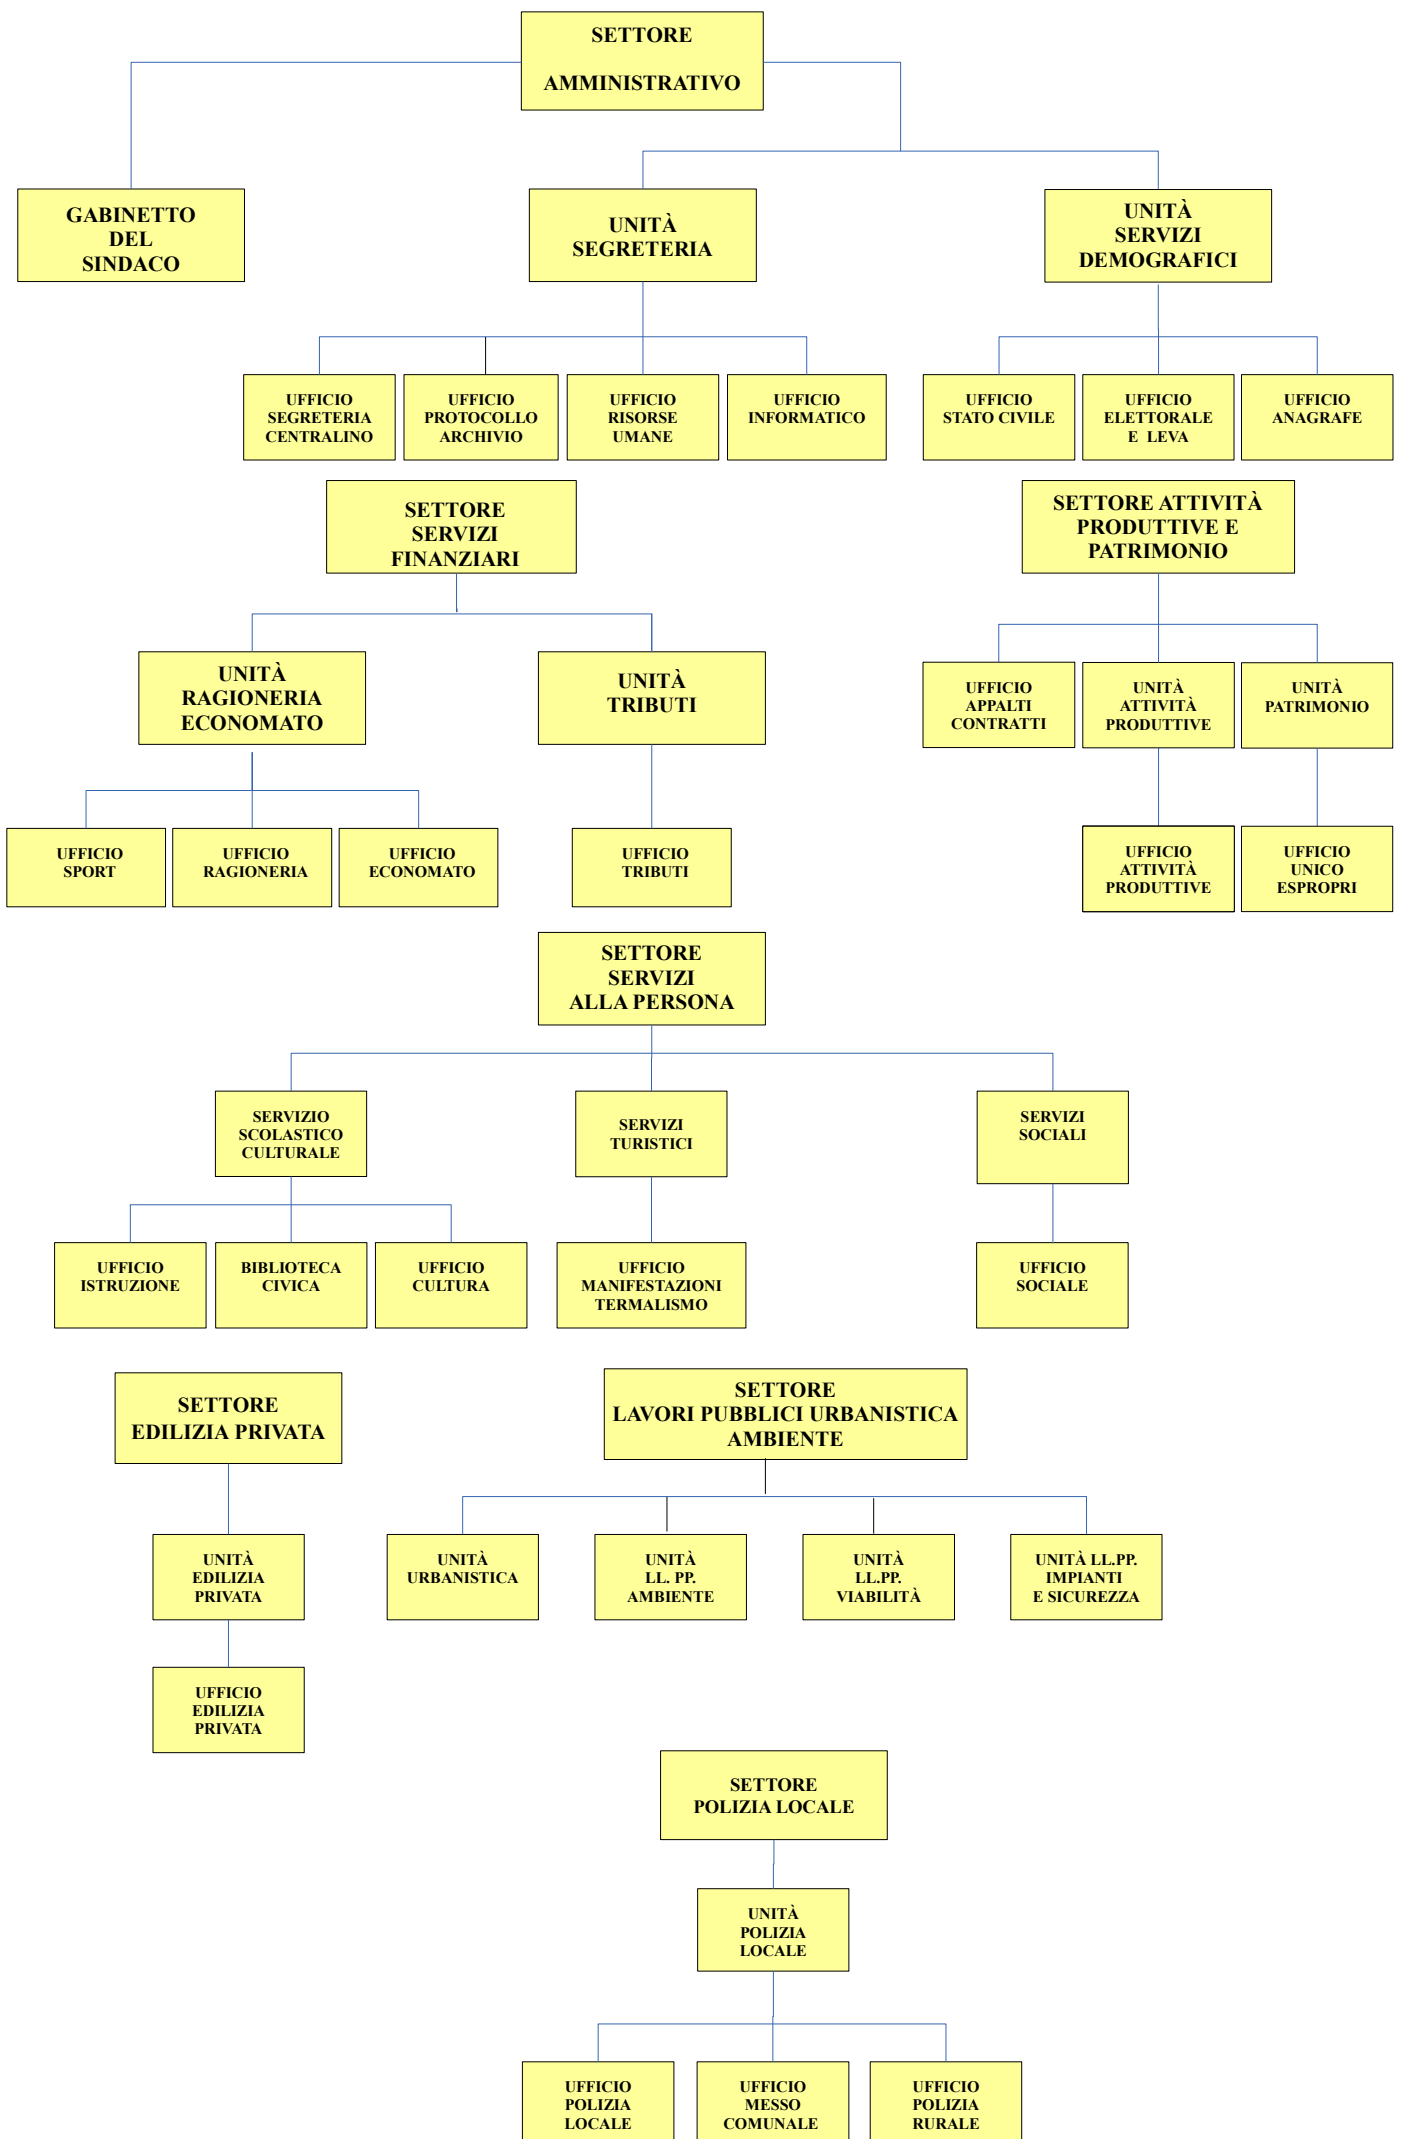 SETTORE
AMMINISTRATIVO
GABINETTO
DEL
SINDACO
UNITÀ
SEGRETERIA
UNITÀ
SERVIZI
DEMOGRAFICI
UFFICIO
SEGRETERIA
CENTRALINO
UFFICIO
PROTOCOLLO
ARCHIVIO
UFFICIO
RISORSE
UMANE
UFFICIO
INFORMATICO
UFFICIO
STATO CIVILE
UFFICIO
ELETTORALE
E LEVA
UFFICIO
ANAGRAFE
SETTORE
SERVIZI
FINANZIARI
SETTORE ATTIVITÀ
PRODUTTIVE E
PATRIMONIO
UNITÀ
RAGIONERIA
ECONOMATO
UNITÀ
TRIBUTI
UFFICIO
APPALTI
CONTRATTI
UNITÀ
ATTIVITÀ
PRODUTTIVE
UNITÀ
PATRIMONIO
UFFICIO
SPORT
UFFICIO
RAGIONERIA
UFFICIO
ECONOMATO
UFFICIO
TRIBUTI
UFFICIO
ATTIVITÀ
PRODUTTIVE
UFFICIO
UNICO
ESPROPRI
SETTORE
SERVIZI
ALLA PERSONA
SERVIZIO
SCOLASTICO
CULTURALE
SERVIZI
TURISTICI
SERVIZI
SOCIALI
UFFICIO
ISTRUZIONE
BIBLIOTECA
CIVICA
UFFICIO
CULTURA
UFFICIO
MANIFESTAZIONI
TERMALISMO
UFFICIO
SOCIALE
SETTORE
EDILIZIA PRIVATA
SETTORE
LAVORI PUBBLICI URBANISTICA
AMBIENTE
UNITÀ
EDILIZIA
PRIVATA
UNITÀ
URBANISTICA
UNITÀ
LL. PP.
AMBIENTE
UNITÀ
LL.PP.
VIABILITÀ
UNITÀ LL.PP.
IMPIANTI
E SICUREZZA
UFFICIO
EDILIZIA
PRIVATA
SETTORE
POLIZIA LOCALE
UNITÀ
POLIZIA
LOCALE
UFFICIO
POLIZIA
LOCALE
UFFICIO
MESSO
COMUNALE
UFFICIO
POLIZIA
RURALE